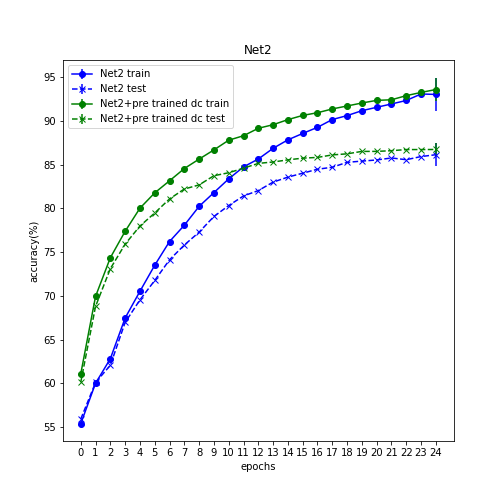 Net2
Net2 train
Net2 test
Net2+pre trained dc train
Net2+pre trained dc test
accuracy(%)
95
90
85
80
75
70
65
60
55
0 1 2 3 4 5 6 7 8 9 10 11 12 13 14 15 16 17 18 19 20 21 22 23 24
epochs